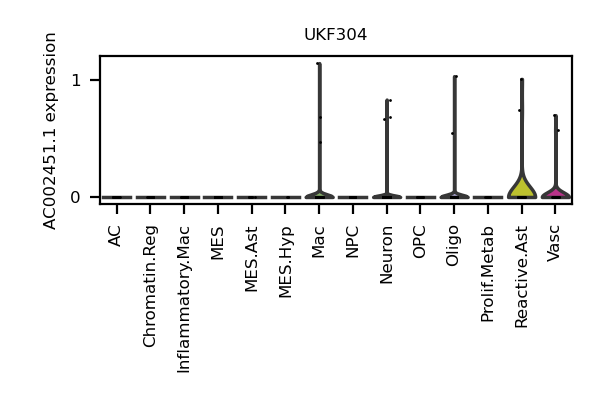 UKF304
AC002451.1 expression
1
0
AC
Chromatin.Reg
Inflammatory.Mac
MES
MES.Ast
MES.Hyp
Mac
NPC
Neuron
OPC
Oligo
Prolif.Metab
Reactive.Ast
Vasc